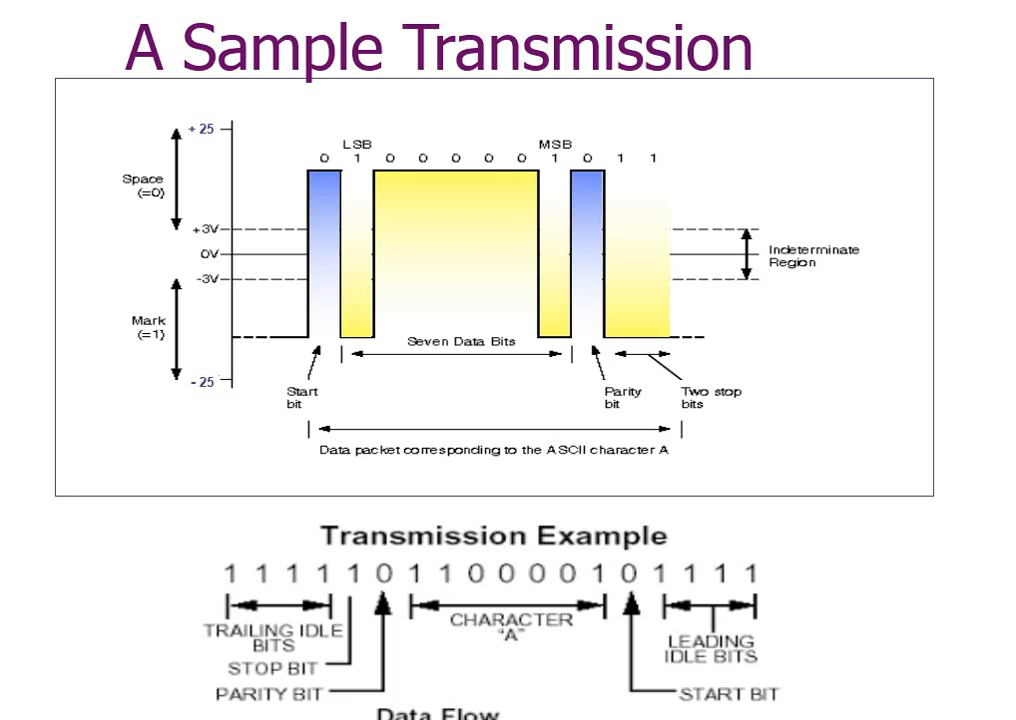 A Sample Transmission
+ 25
LSB MSB
0 1 0 0 0 0 0 1 0 1 1
Space
(=0)
+3V
0V
-3V
Indeterminate
Region
Mark
(=1)
Seven Data Bits
- 25
Start
bit
Parity
bit
Two stop
bits
Data packet corresponding to the ASCII character A
Transmission Example
1 1 1 1 1 0 1 1 0 0 0 0 1 0 1 1 1 1
TRAILING IDLE
BITS
CHARACTER
"A"
LEADING
IDLE BITS
STOP BIT
PARITY BIT
START BIT
Data Flow